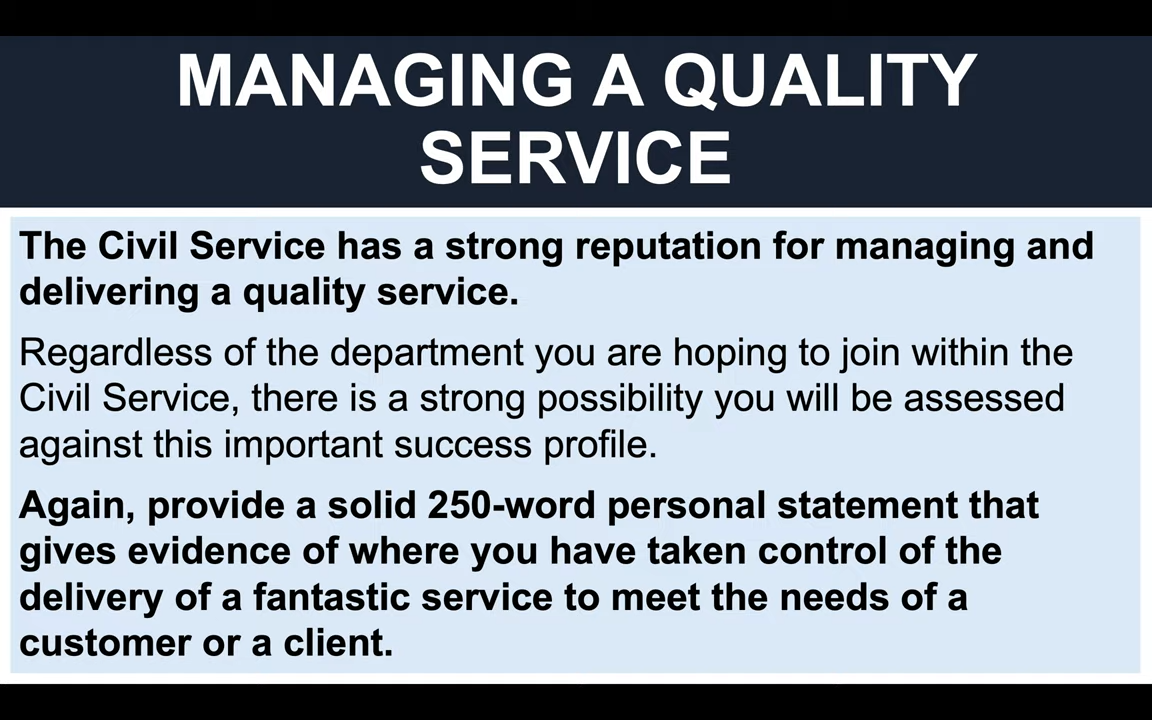 MANAGING A QUALITY
SERVICE
The Civil Service has a strong reputation for managing and
delivering a quality service.
Regardless of the department you are hoping to join within the
Civil Service, there is a strong possibility you will be assessed
against this important success profile.
Again, provide a solid 250-word personal statement that
gives evidence of where you have taken control of the
delivery of a fantastic service to meet the needs of a
customer or a client.